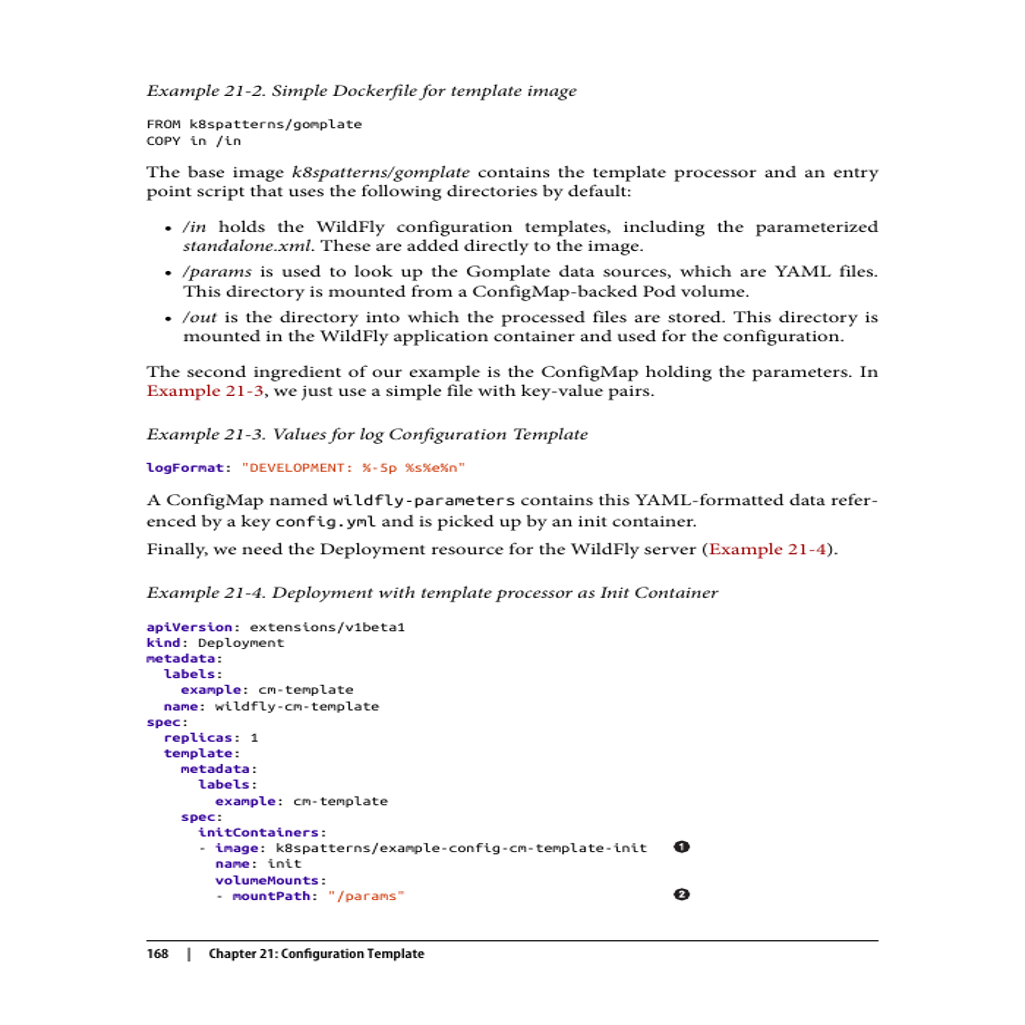 Example 21-2. Simple Dockerfile for template image
FROM k8spatterns/gomplate
COPY in /in
The base image k8spatterns/gomplate contains the template processor and an entry
point script that uses the following directories by default:
• /in holds the WildFly configuration templates, including the parameterized
standalone.xml. These are added directly to the image.
• /params is used to look up the Gomplate data sources, which are YAML files.
This directory is mounted from a ConfigMap-backed Pod volume.
• /out is the directory into which the processed files are stored. This directory is
mounted in the WildFly application container and used for the configuration.
The second ingredient of our example is the ConfigMap holding the parameters. In
Example 21-3, we just use a simple file with key-value pairs.
Example 21-3. Values for log Configuration Template
logFormat: "DEVELOPMENT: %-5p %s%e%n"
A ConfigMap named wildfly-parameters contains this YAML-formatted data refer-
enced by a key config.yml and is picked up by an init container.
Finally, we need the Deployment resource for the WildFly server (Example 21-4).
Example 21-4. Deployment with template processor as Init Container
apiVersion: extensions/v1beta1
kind: Deployment
metadata:
  labels:
    example: cm-template
  name: wildfly-cm-template
spec:
  replicas: 1
  template:
    metadata:
      labels:
        example: cm-template
    spec:
      initContainers:
      - image: k8spatterns/example-config-cm-template-init ❶
        name: init
        volumeMounts:
        - mountPath: "/params" ❷
168 | Chapter 21: Configuration Template